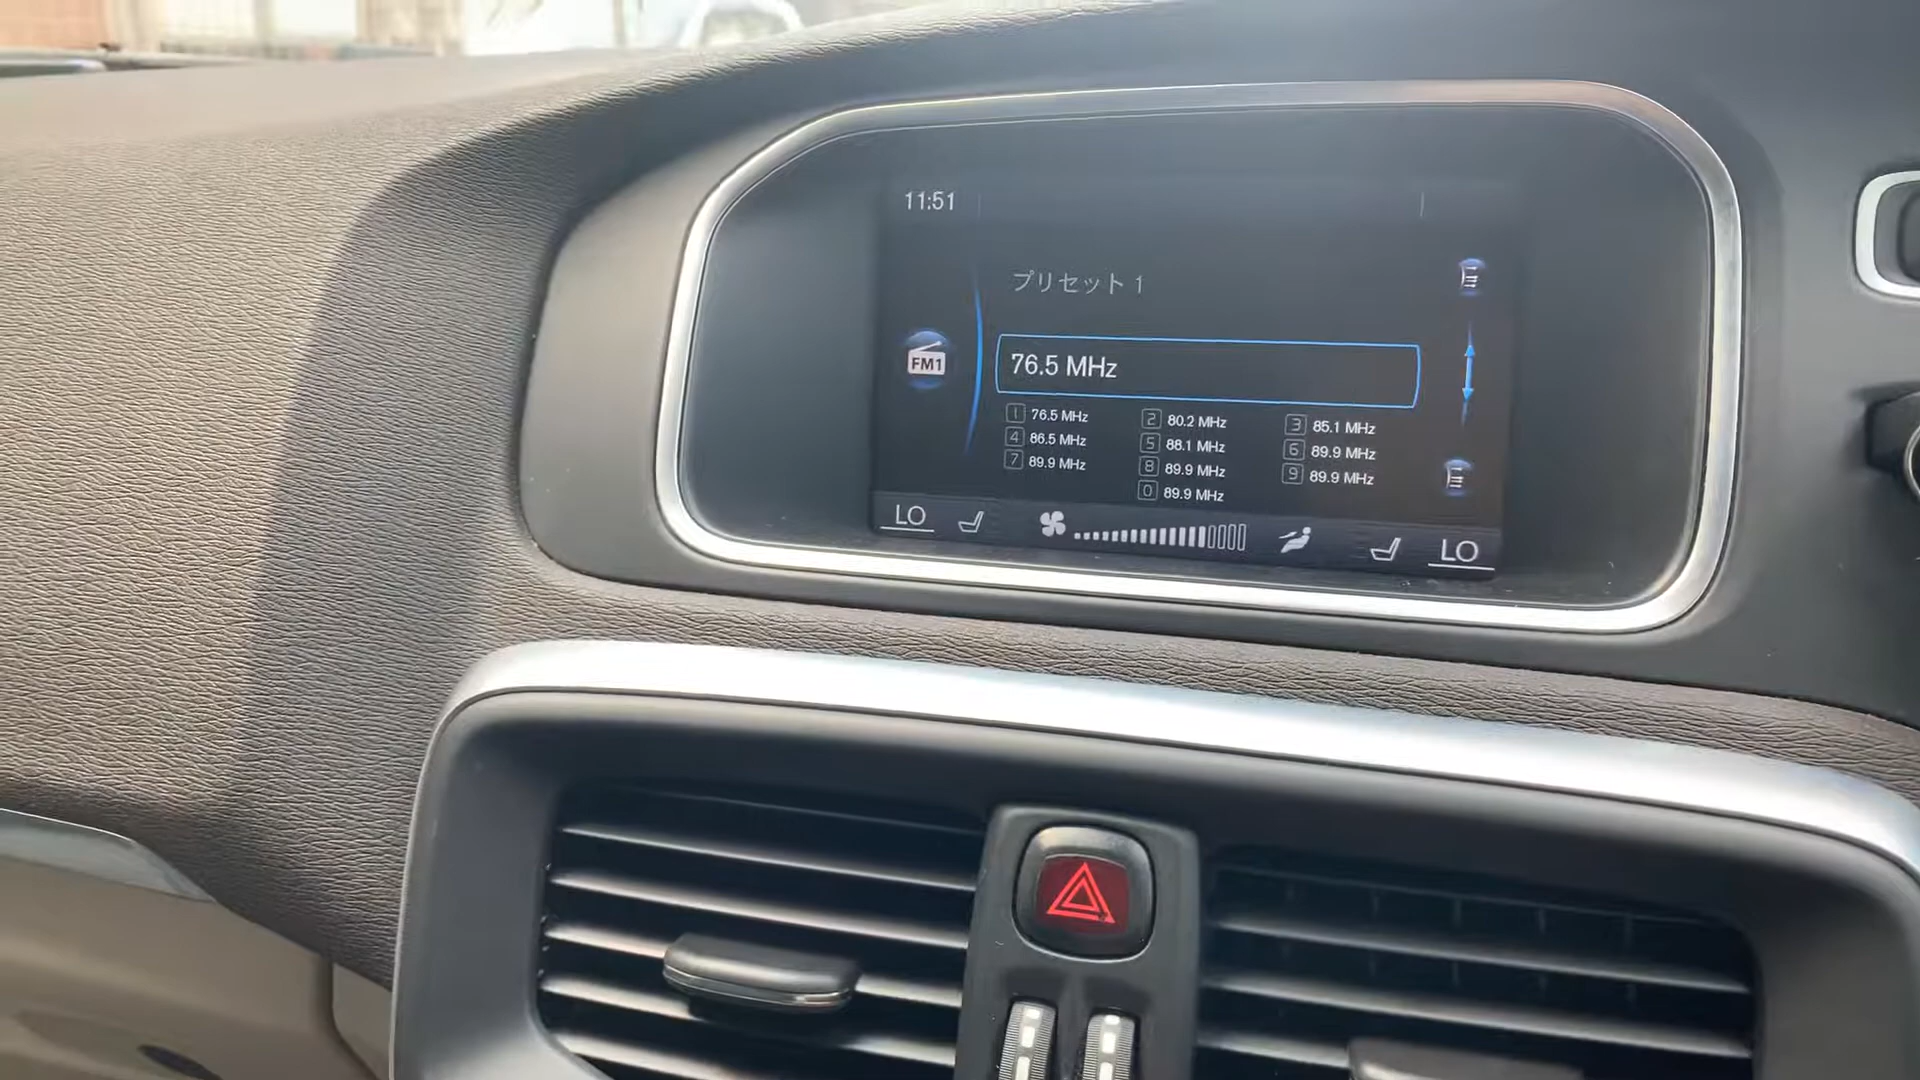 11:51
プリセット 1
FM1
76.5 MHz
1 76.5 MHz 2 80.2 MHz 3 85.1 MHz
4 86.5 MHz 5 88.1 MHz 6 89.9 MHz
7 89.9 MHz 8 89.9 MHz 9 89.9 MHz
0 89.9 MHz
LO LO